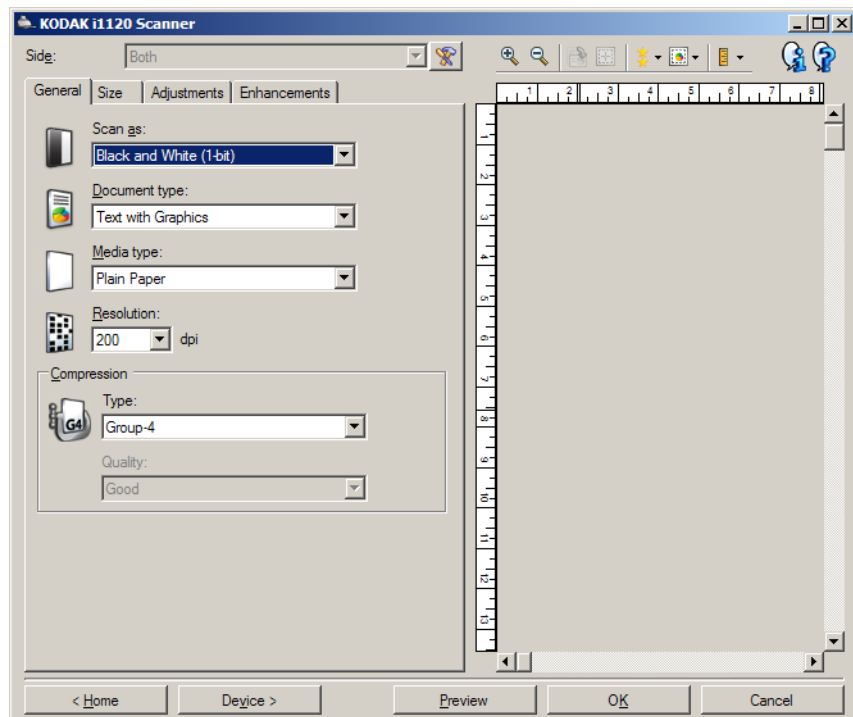 KODAK i1120 Scanner
Side: Both
General Size Adjustments Enhancements
Scan as:
Black and White (1-bit)
Document type:
Text with Graphics
Media type:
Plain Paper
Resolution:
200 dpi
Compression
Type:
G4 Group-4
Quality:
Good
1 2 3 4 5 6 7 8
1
2
3
4
5
6
7
8
9
10
11
12
13
< Home Device > Preview OK Cancel